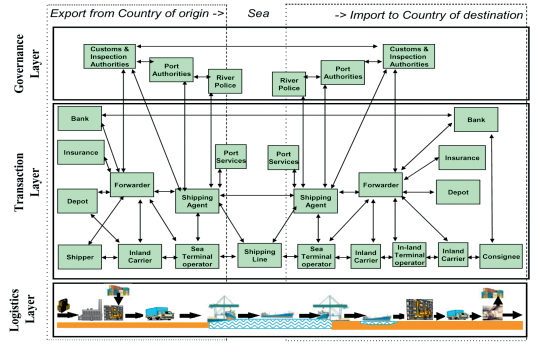 Export from Country of origin ->
Sea
-> Import to Country of destination
Governance
Layer
Customs &
Inspection
Authorities
Port
Authorities
River
Police
River
Police
Port
Authorities
Customs &
Inspection
Authorities
Transaction
Layer
Bank
Insurance
Depot
Shipper
Forwarder
Inland
Carrier
Shipping
Agent
Sea
Terminal
operator
Port
Services
Shipping
Line
Port
Services
Shipping
Agent
Sea
Terminal
operator
Forwarder
Inland
Carrier
In-land
Terminal
operator
Inland
Carrier
Bank
Insurance
Depot
Consignee
Logistics
Layer